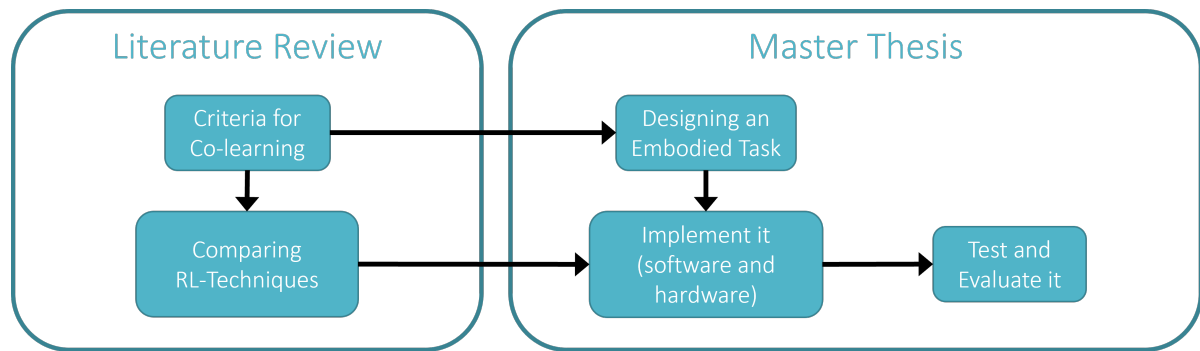 Literature Review
Criteria for
Co-learning
Comparing
RL-Techniques
Master Thesis
Designing an
Embodied Task
Implement it
(software and
hardware)
Test and
Evaluate it